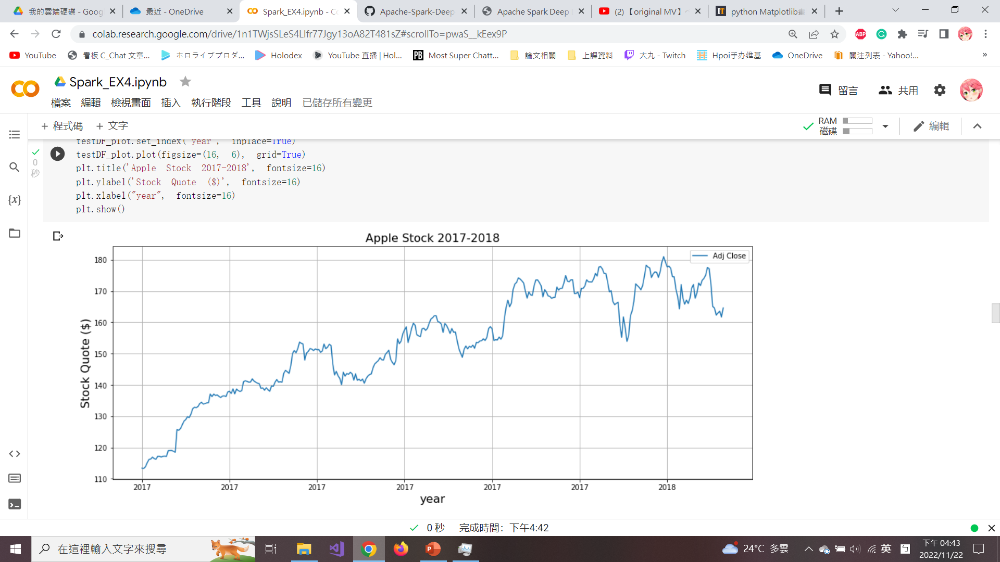 我的雲端硬碟 - Goog
最近 - OneDrive
Spark_EX4.ipynb - Co
Apache-Spark-Deep
Apache Spark Deep
(2)【original MV】
python Matplotlib畫
colab.research.google.com/drive/1n1TWjsSLeS4LIfr77Jgy13oA82T481sZ#scrollTo=pwaS__kEex9P
ABP
YouTube
看板 C_Chat 文章...
ホロライブプロダ...
Holodex
YouTube 直播 | Hol...
PB
Most Super Chatt...
論文相關
上課資料
大丸 - Twitch
Hpoi手办维基
OneDrive
關注列表 - Yahoo!...
»
Spark_EX4.ipynb
留言
共用
檔案 編輯 檢視畫面 插入 執行階段 工具 說明 已儲存所有變更
+ 程式碼 + 文字
RAM
磁碟
編輯
testDF_plot.set_index('year', inplace=True)
testDF_plot.plot(figsize=(16, 6), grid=True)
plt.title('Apple Stock 2017-2018', fontsize=16)
plt.ylabel('Stock Quote ($)', fontsize=16)
plt.xlabel("year", fontsize=16)
plt.show()
0
秒
{x}
Apple Stock 2017-2018
Adj Close
180
170
160
150
140
130
120
110
Stock Quote ($)
2017 2017 2017 2017 2017 2017 2018
year
0 秒 完成時間: 下午4:42
在這裡輸入文字來搜尋
24°C 多雲
英
下午 04:43
2022/11/22